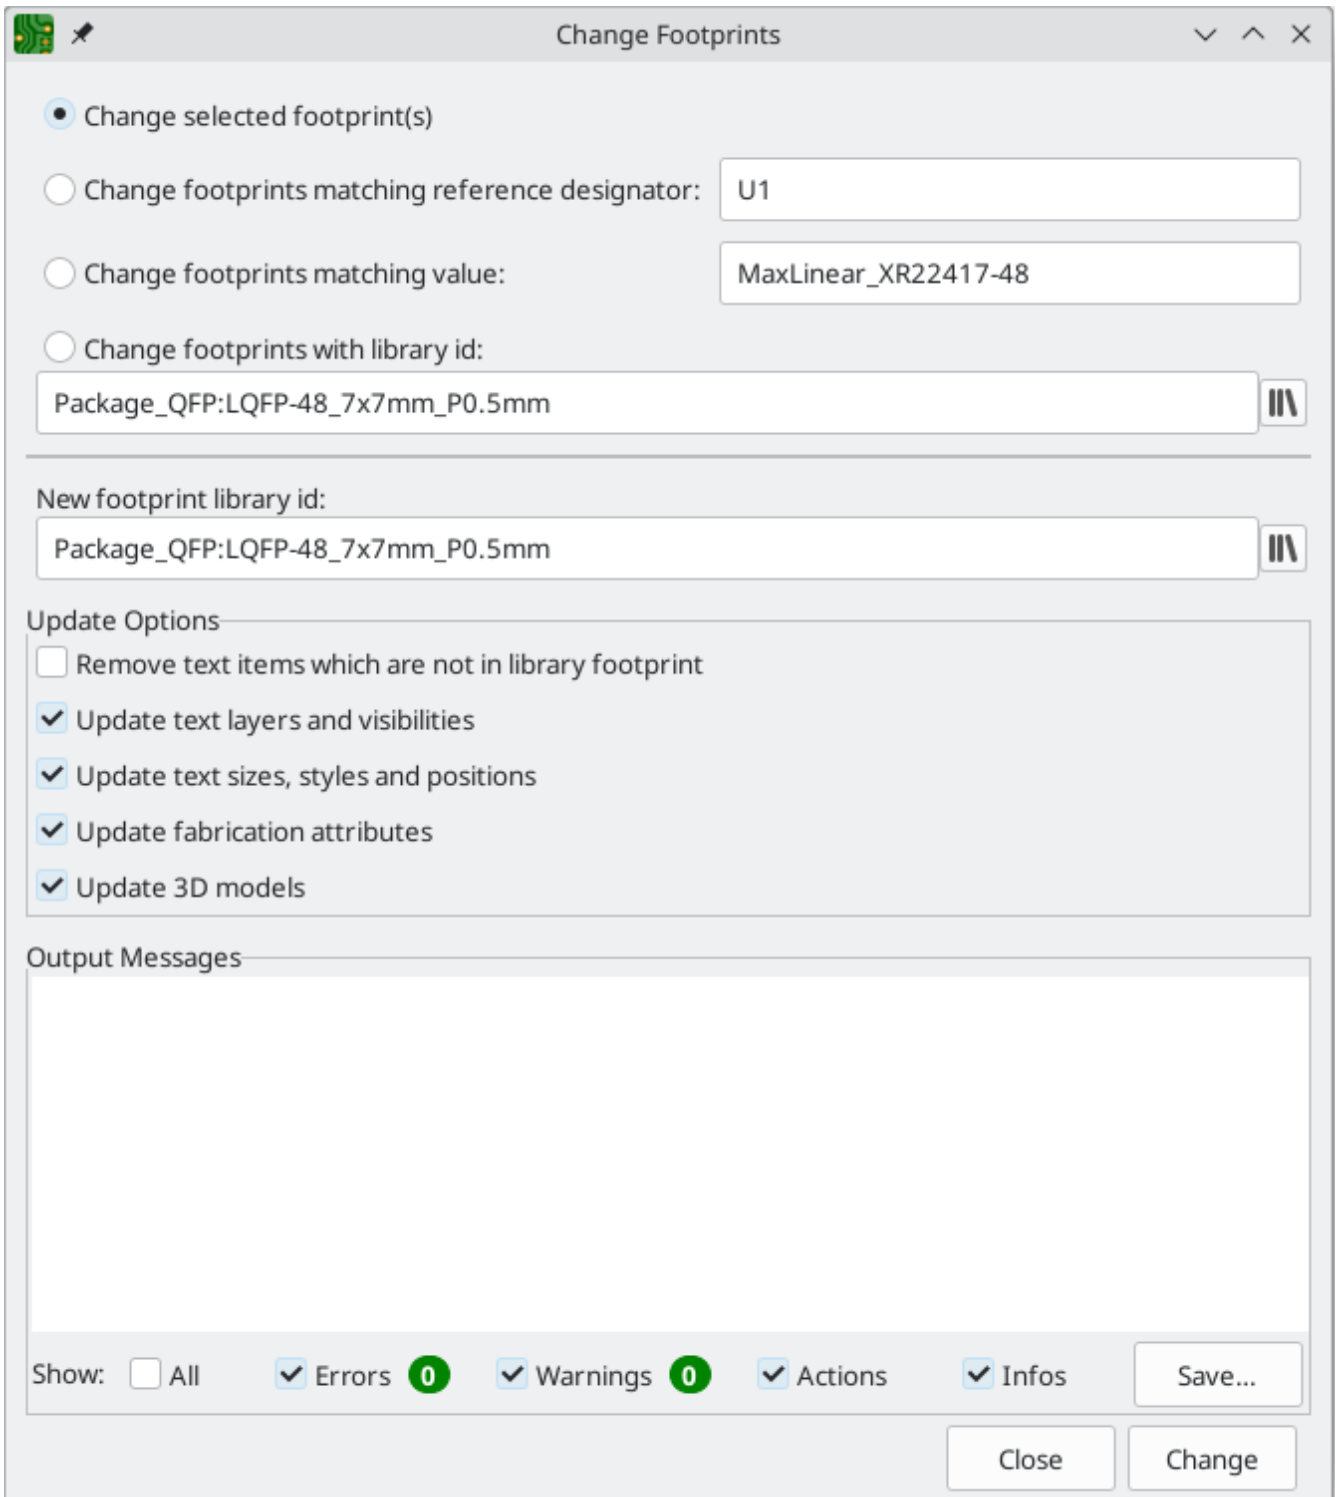 Change Footprints
Change selected footprint(s)
Change footprints matching reference designator: U1
Change footprints matching value: MaxLinear_XR22417-48
Change footprints with library id:
Package_QFP:LQFP-48_7x7mm_P0.5mm
New footprint library id:
Package_QFP:LQFP-48_7x7mm_P0.5mm
Update Options
Remove text items which are not in library footprint
Update text layers and visibilities
Update text sizes, styles and positions
Update fabrication attributes
Update 3D models
Output Messages
Show: All Errors 0 Warnings 0 Actions Infos Save...
Close Change